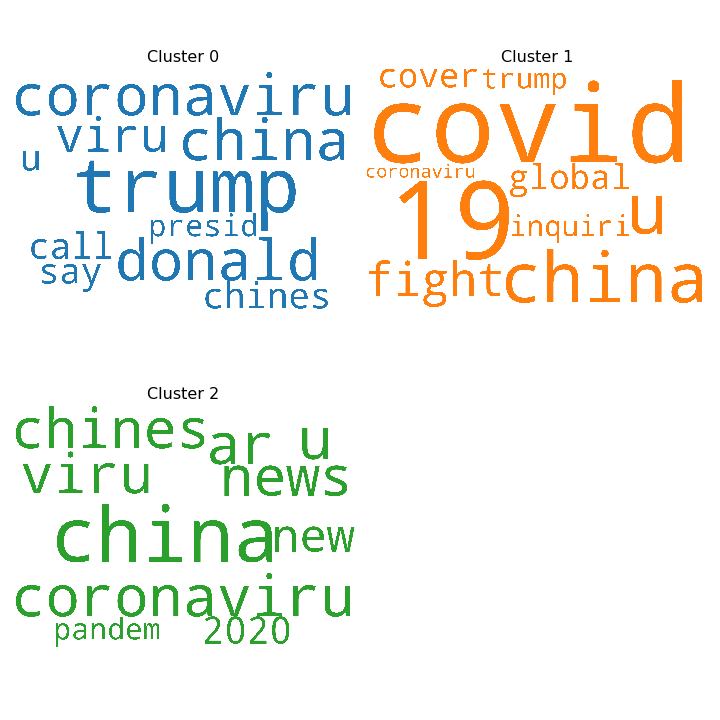 Cluster 0
coronaviru
viru china
u
trump
presid
call donald
say
chines
Cluster 1
cover trump
covid
coronaviru global
19 u
inquiri
fight china
Cluster 2
chines ar u
viru news
china new
coronaviru
pandem 2020